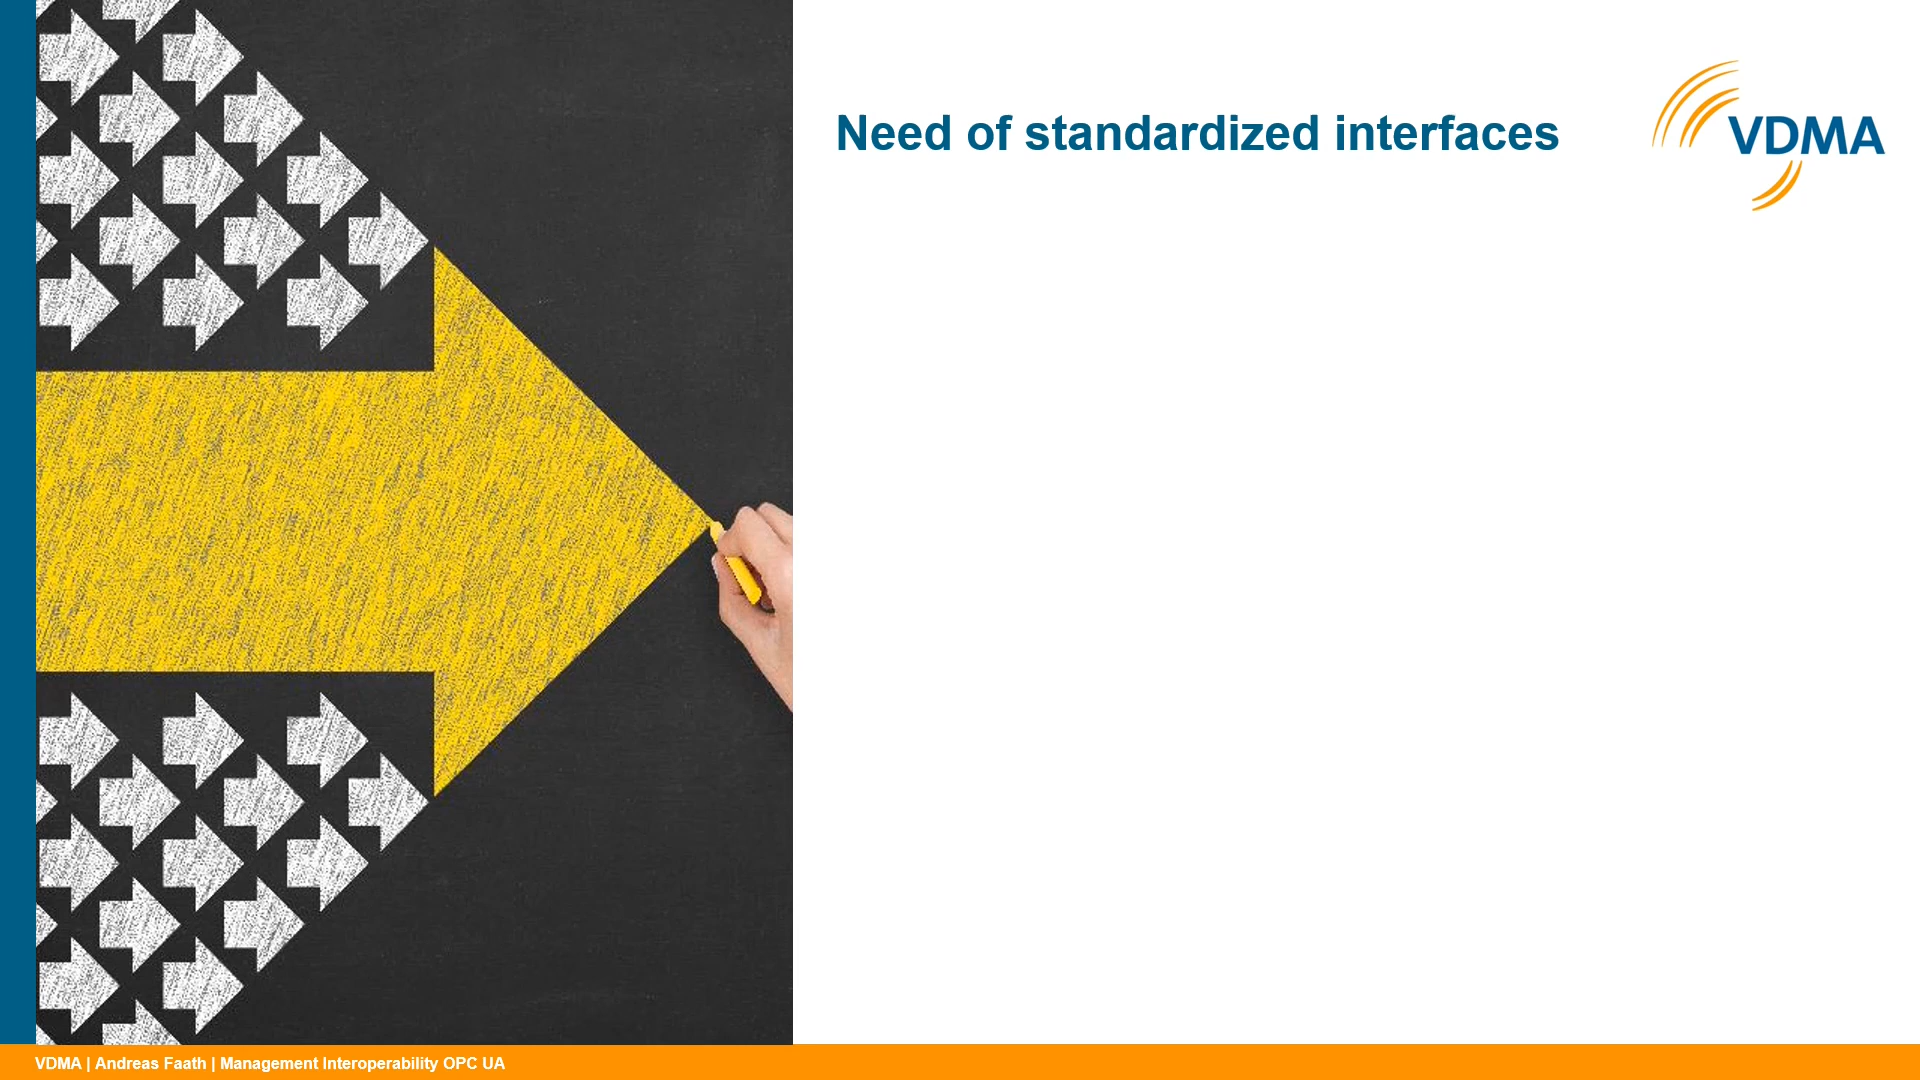 Need of standardized interfaces
VDMA
VDMA | Andreas Faath | Management Interoperability OPC UA